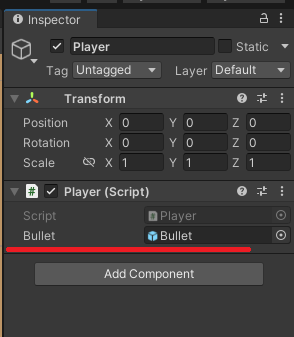 Inspector
Player Static
Tag Untagged Layer Default
Transform
Position X 0 Y 0 Z 0
Rotation X 0 Y 0 Z 0
Scale X 1 Y 1 Z 1
# Player (Script)
Script # Player
Bullet Bullet
Add Component